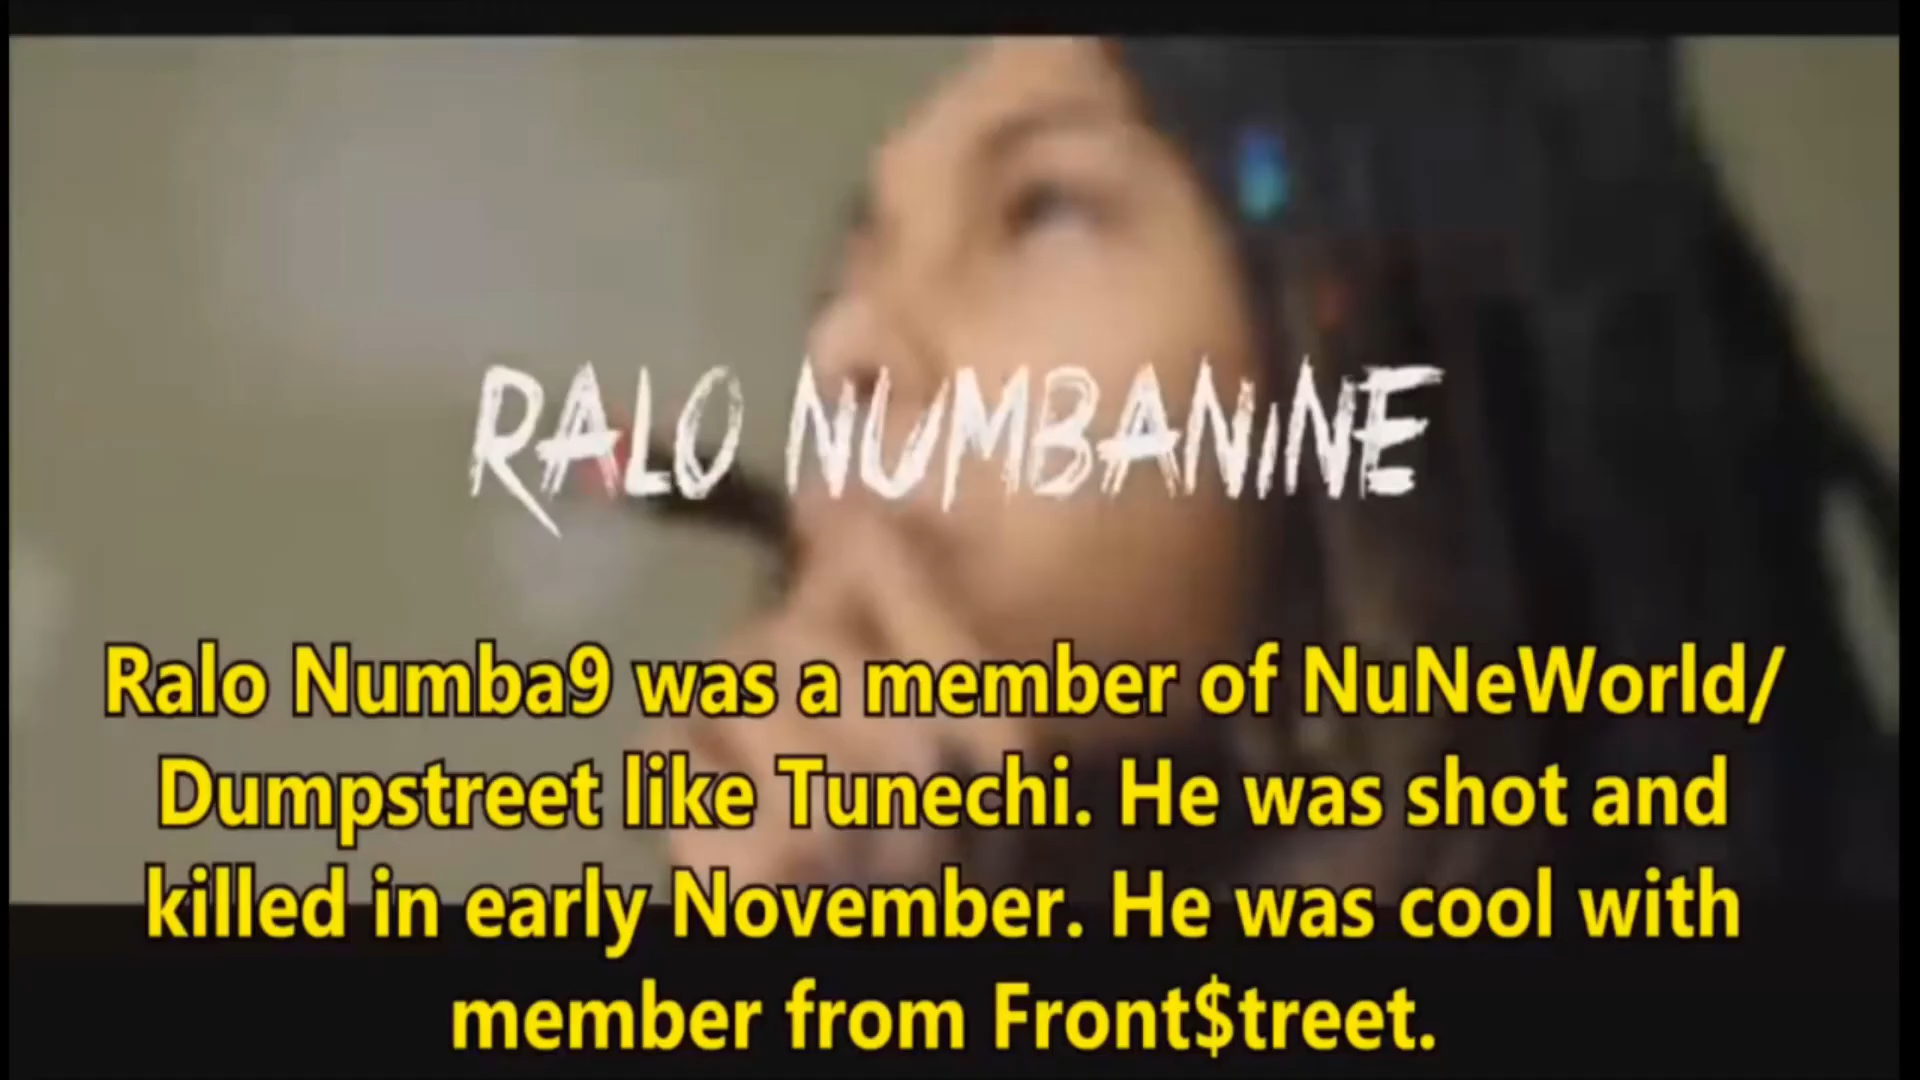 RALO NUMBANINE
Ralo Numba9 was a member of NuNeWorld/
Dumpstreet like Tunechi. He was shot and
killed in early November. He was cool with
member from Front$treet.